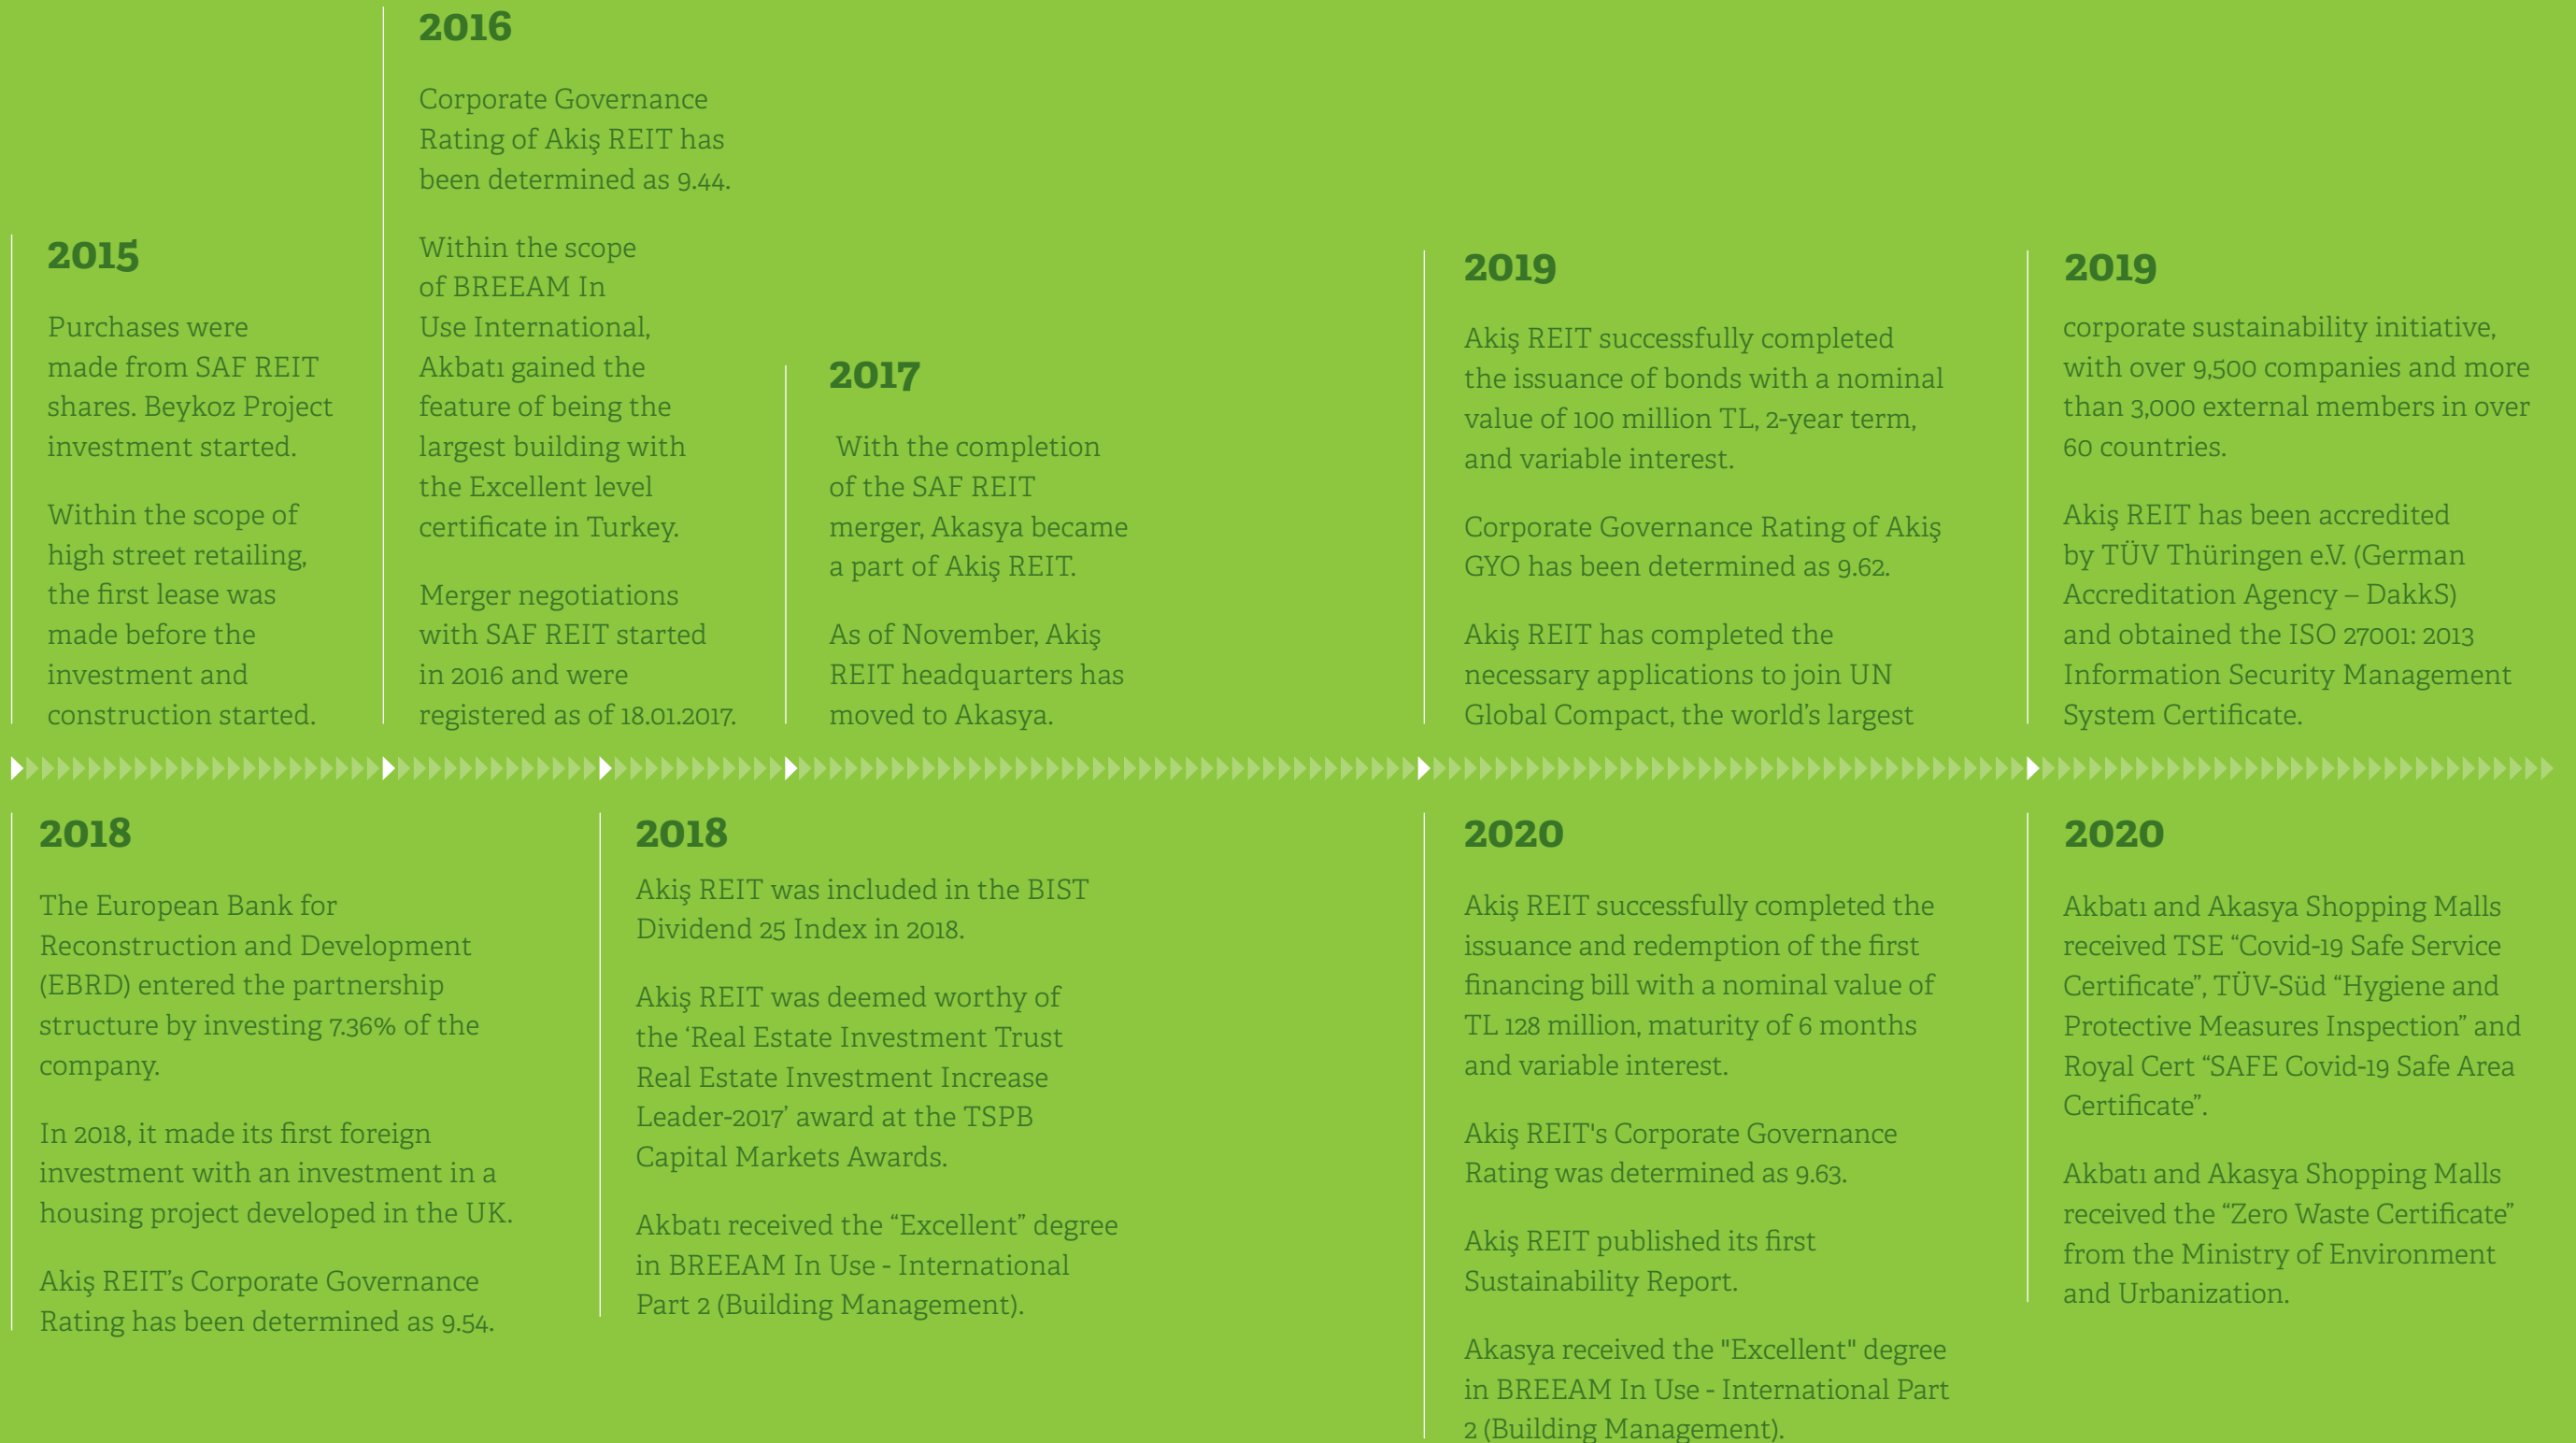 2015
Purchases were
made from SAF REIT
shares. Beykoz Project
investment started.
Within the scope of
high street retailing,
the first lease was
made before the
investment and
construction started.
2016
Corporate Governance
Rating of Akiş REIT has
been determined as 9.44.
Within the scope
of BREEAM In
Use International,
Akbatı gained the
feature of being the
largest building with
the Excellent level
certificate in Turkey.
Merger negotiations
with SAF REIT started
in 2016 and were
registered as of 18.01.2017.
2017
With the completion
of the SAF REIT
merger, Akasya became
a part of Akiş REIT.
As of November, Akiş
REIT headquarters has
moved to Akasya.
2018
The European Bank for
Reconstruction and Development
(EBRD) entered the partnership
structure by investing 7.36% of the
company.
In 2018, it made its first foreign
investment with an investment in a
housing project developed in the UK.
Akiş REIT’s Corporate Governance
Rating has been determined as 9.54.
2018
Akiş REIT was included in the BIST
Dividend 25 Index in 2018.
Akiş REIT was deemed worthy of
the ‘Real Estate Investment Trust
Real Estate Investment Increase
Leader-2017’ award at the TSPB
Capital Markets Awards.
Akbatı received the “Excellent” degree
in BREEAM In Use - International
Part 2 (Building Management).
2019
Akiş REIT successfully completed
the issuance of bonds with a nominal
value of 100 million TL, 2-year term,
and variable interest.
Corporate Governance Rating of Akiş
GYO has been determined as 9.62.
Akiş REIT has completed the
necessary applications to join UN
Global Compact, the world’s largest
2019
corporate sustainability initiative,
with over 9,500 companies and more
than 3,000 external members in over
60 countries.
Akiş REIT has been accredited
by TÜV Thüringen e.V. (German
Accreditation Agency – DakkS)
and obtained the ISO 27001: 2013
Information Security Management
System Certificate.
2020
Akiş REIT successfully completed the
issuance and redemption of the first
financing bill with a nominal value of
TL 128 million, maturity of 6 months
and variable interest.
Akiş REIT's Corporate Governance
Rating was determined as 9.63.
Akiş REIT published its first
Sustainability Report.
Akasya received the "Excellent" degree
in BREEAM In Use - International Part
2 (Building Management).
2020
Akbatı and Akasya Shopping Malls
received TSE “Covid-19 Safe Service
Certificate”, TÜV-Süd “Hygiene and
Protective Measures Inspection” and
Royal Cert “SAFE Covid-19 Safe Area
Certificate”.
Akbatı and Akasya Shopping Malls
received the “Zero Waste Certificate”
from the Ministry of Environment
and Urbanization.